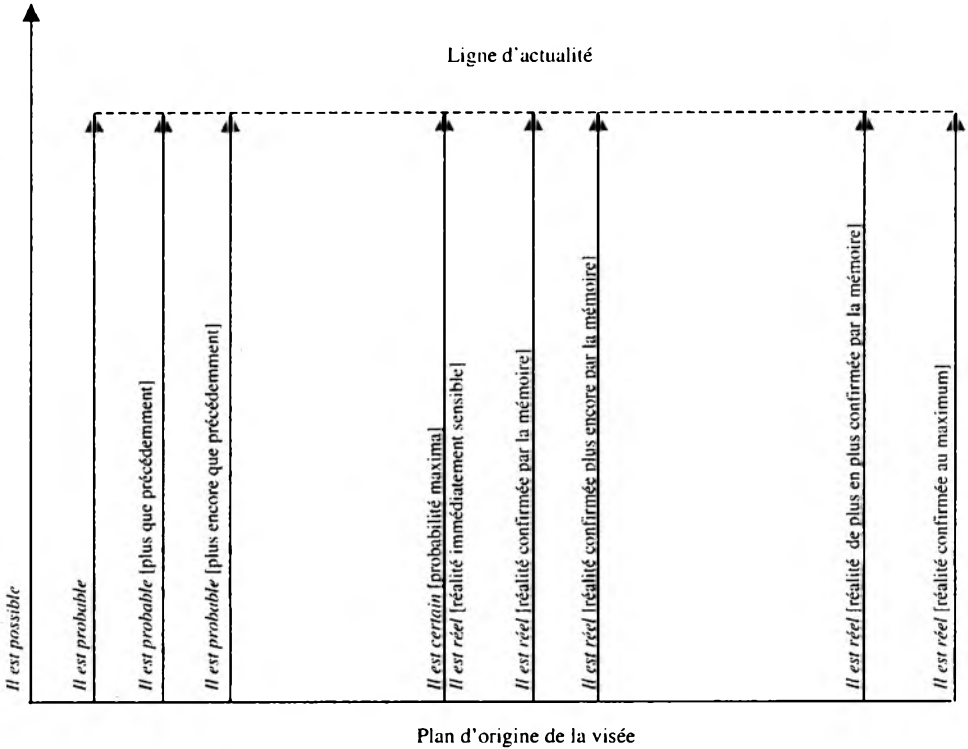 Ligne d'actualité
Il est possible
Il est probable
Il est probable [plus que précédemment]
Il est probable [plus encore que précédemment]
Il est certain [probabilité maxima]
Il est réel [réalité immédiatement sensible]
Il est réel [réalité confirmée par la mémoire]
Il est réel [réalité confirmée plus encore par la mémoire]
Il est réel [réalité de plus en plus confirmée par la mémoire]
Il est réel [réalité confirmée au maximum]
Plan d'origine de la visée